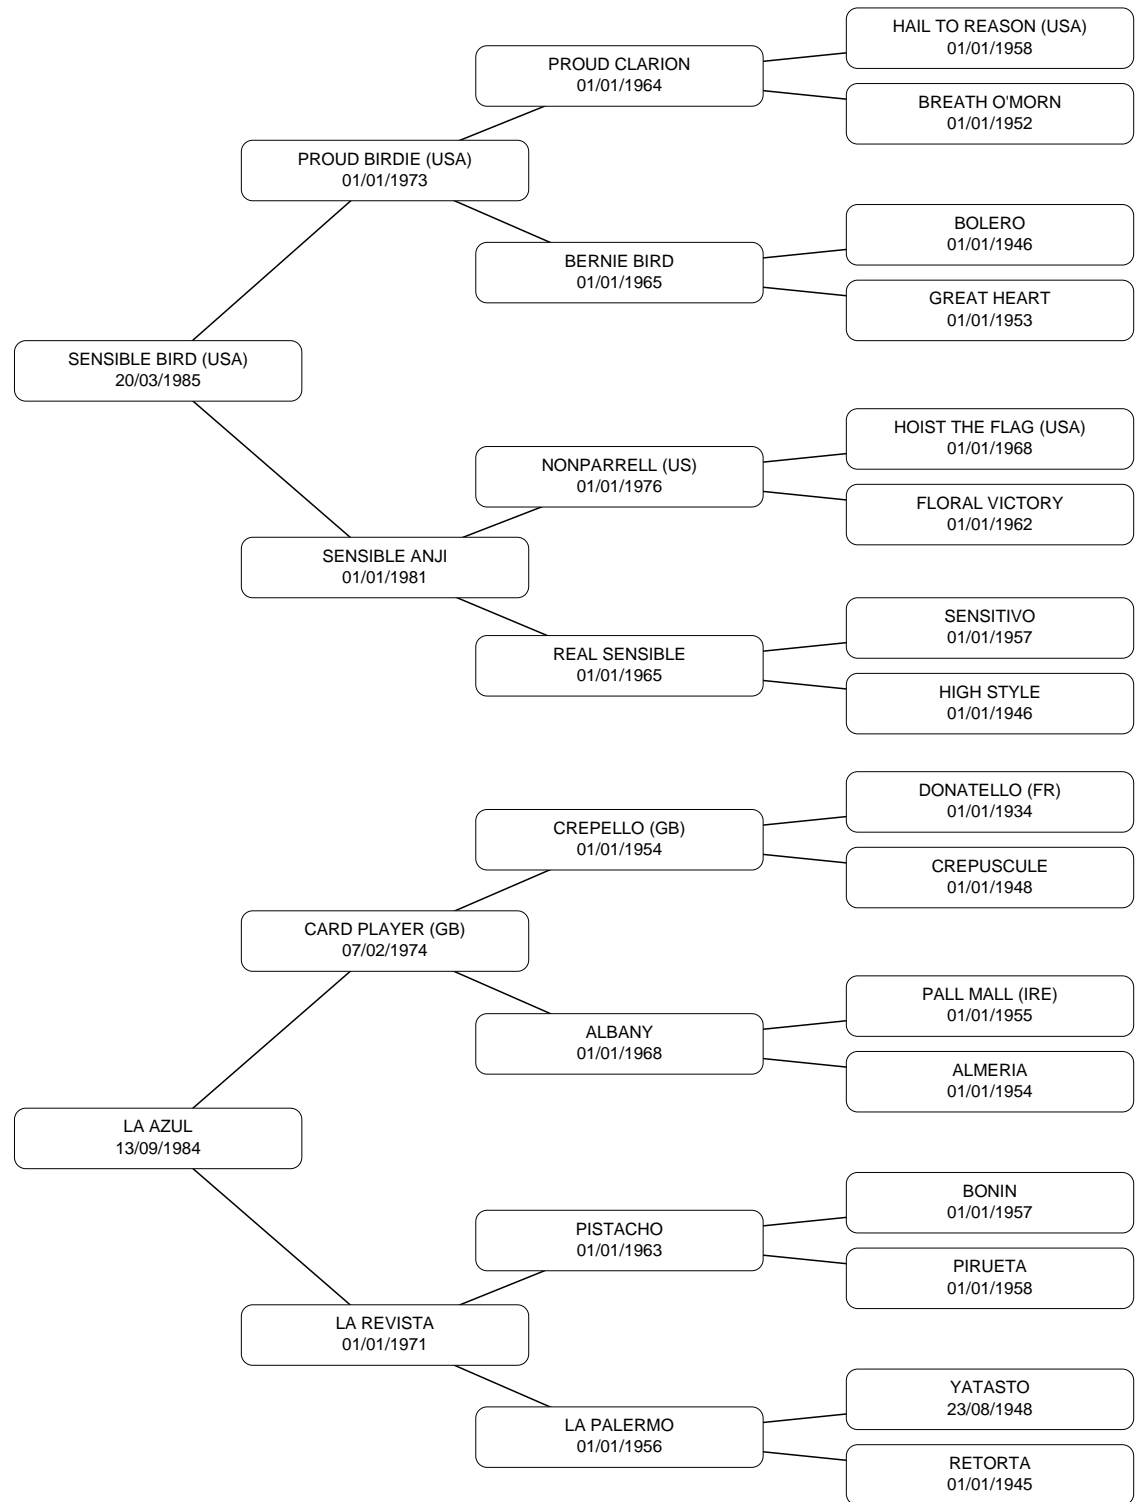 HAIL TO REASON (USA)
01/01/1958
PROUD CLARION
01/01/1964
BREATH O'MORN
01/01/1952
PROUD BIRDIE (USA)
01/01/1973
BOLERO
01/01/1946
BERNIE BIRD
01/01/1965
GREAT HEART
01/01/1953
SENSIBLE BIRD (USA)
20/03/1985
HOIST THE FLAG (USA)
01/01/1968
NONPARRELL (US)
01/01/1976
FLORAL VICTORY
01/01/1962
SENSIBLE ANJI
01/01/1981
SENSITIVO
01/01/1957
REAL SENSIBLE
01/01/1965
HIGH STYLE
01/01/1946
DONATELLO (FR)
01/01/1934
CREPELLO (GB)
01/01/1954
CREPUSCULE
01/01/1948
CARD PLAYER (GB)
07/02/1974
PALL MALL (IRE)
01/01/1955
ALBANY
01/01/1968
ALMERIA
01/01/1954
LA AZUL
13/09/1984
BONIN
01/01/1957
PISTACHO
01/01/1963
PIRUETA
01/01/1958
LA REVISTA
01/01/1971
YATASTO
23/08/1948
LA PALERMO
01/01/1956
RETORTA
01/01/1945